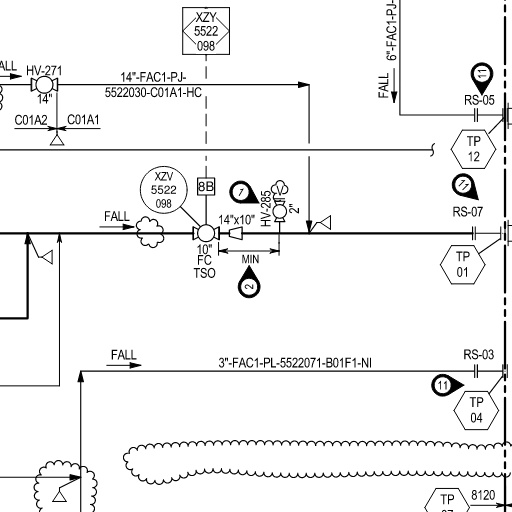 XZY
5522
098
6"-FAC1-PJ-
FALL
HV-271
14"
14"-FAC1-PJ-
5522030-C01A1-HC
FALL
11
RS-05
C01A2
C01A1
TP
12
XZV
5522
098
8B
1
V
HV-285
2"
11
RS-07
FALL
14"x10"
10"
FC
TSO
MIN
2
TP
01
FALL
3"-FAC1-PL-5522071-B01F1-NI
RS-03
11
TP
04
TP
8120